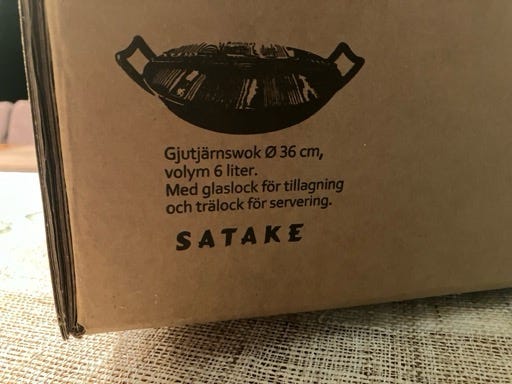 Gjutjärnswok Ø 36 cm,
volym 6 liter.
Med glaslock för tillagning
och trälock för servering.
SATAKE